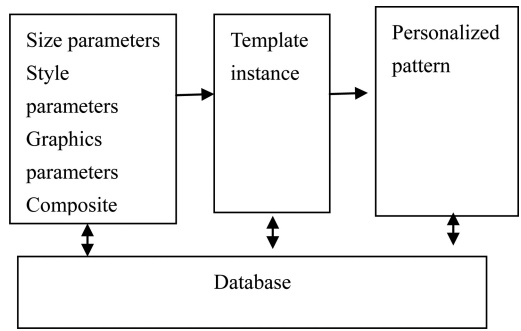 Size parameters
Style
parameters
Graphics
parameters
Composite
Template
instance
Personalized
pattern
Database